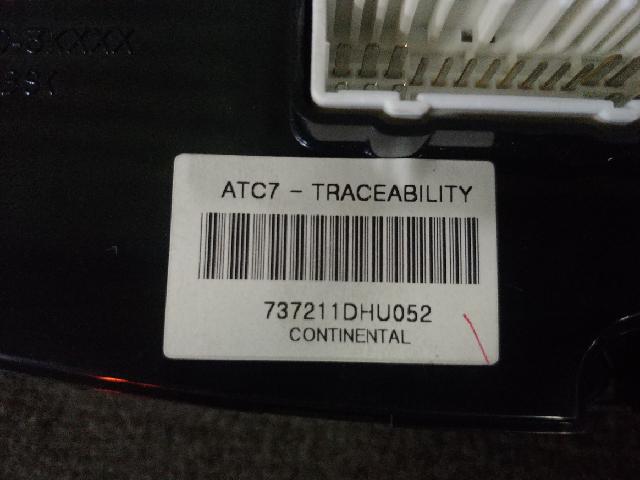 ATC7 - TRACEABILITY
737211DHU052
CONTINENTAL